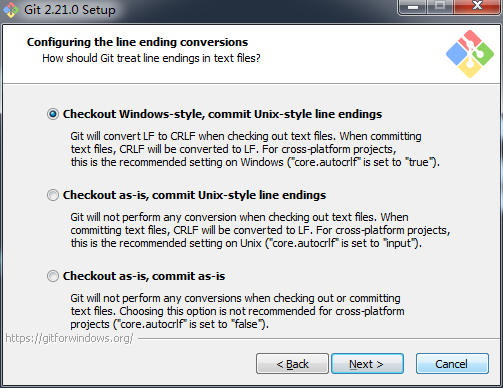 Git 2.21.0 Setup
Configuring the line ending conversions
How should Git treat line endings in text files?
Checkout Windows-style, commit Unix-style line endings
Git will convert LF to CRLF when checking out text files. When committing
text files, CRLF will be converted to LF. For cross-platform projects,
this is the recommended setting on Windows ("core.autocrlf" is set to "true").
Checkout as-is, commit Unix-style line endings
Git will not perform any conversion when checking out text files. When
committing text files, CRLF will be converted to LF. For cross-platform projects,
this is the recommended setting on Unix ("core.autocrlf" is set to "input").
Checkout as-is, commit as-is
Git will not perform any conversions when checking out or committing
text files. Choosing this option is not recommended for cross-platform
projects ("core.autocrlf" is set to "false").
https://gitforwindows.org/
< Back
Next >
Cancel